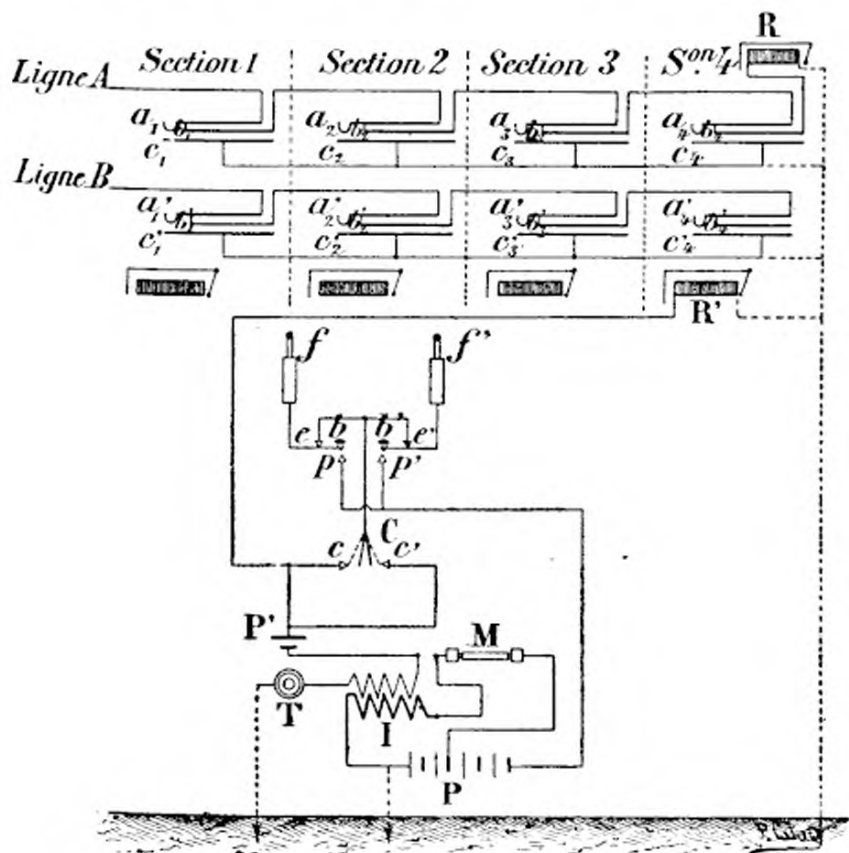 R
Section 1 Section 2 Section 3 S.on 4
Ligne A
a1 b1 a2 b2 a3 b3 a4 b4
c1 c2 c3 c4
Ligne B
a'1 b' a'2 b'2 a'3 b'3 a'4 b'4
c'1 c'2 c'3 c'4
R'
f f'
e b b' e'
p p'
C
c c'
P' M
T
I
P